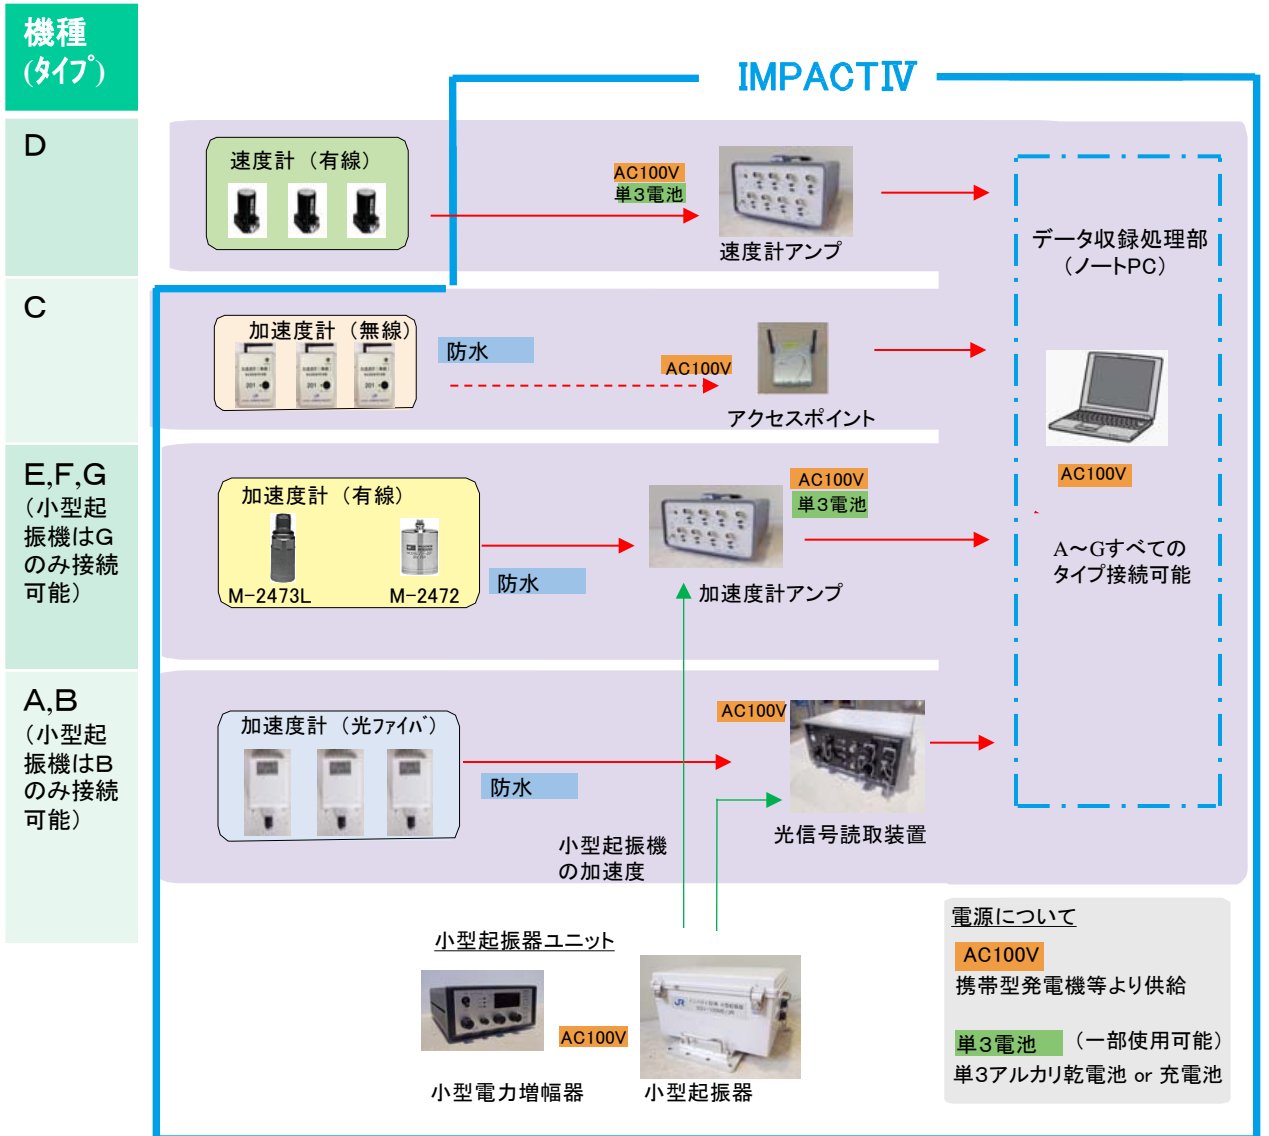 機種
(タイプ)
IMPACTⅣ
D
速度計（有線）
AC100V
単3電池
速度計アンプ
データ収録処理部
（ノートPC）
C
加速度計（無線）
201
201
201
防水
AC100V
アクセスポイント
AC100V
A～Gすべての
タイプ接続可能
E,F,G
（小型起
振機はG
のみ接続
可能）
加速度計（有線）
M-2473L
M-2472
防水
AC100V
単3電池
加速度計アンプ
A,B
（小型起
振機はB
のみ接続
可能）
加速度計（光ファイバ）
防水
AC100V
光信号読取装置
小型起振機
の加速度
小型起振器ユニット
AC100V
小型電力増幅器
JR
小型起振器
電源について
AC100V
携帯型発電機等より供給
単3電池（一部使用可能）
単3アルカリ乾電池 or 充電池